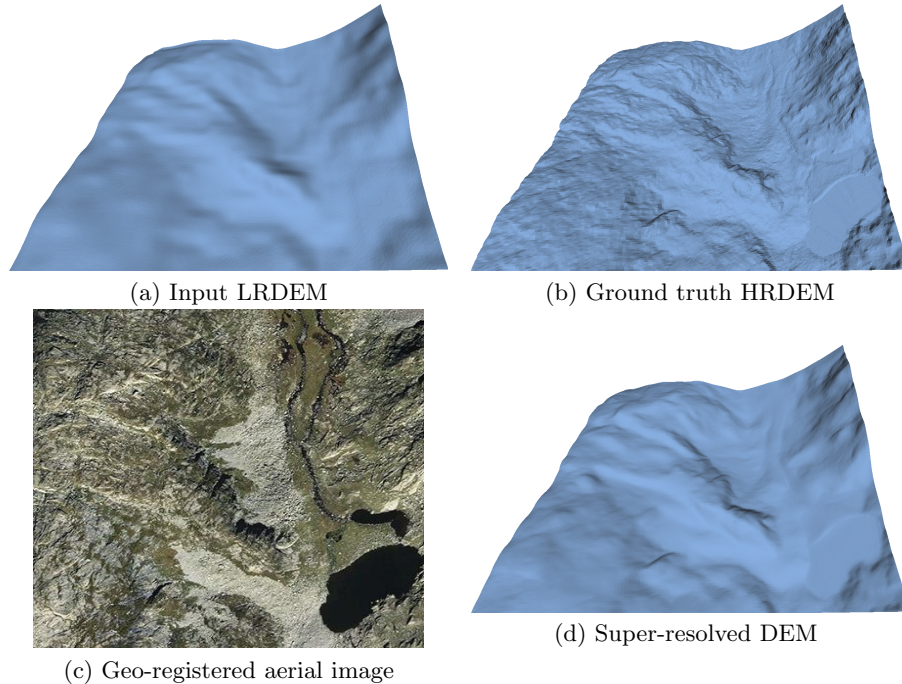 (a) Input LRDEM
(b) Ground truth HRDEM
(c) Geo-registered aerial image
(d) Super-resolved DEM